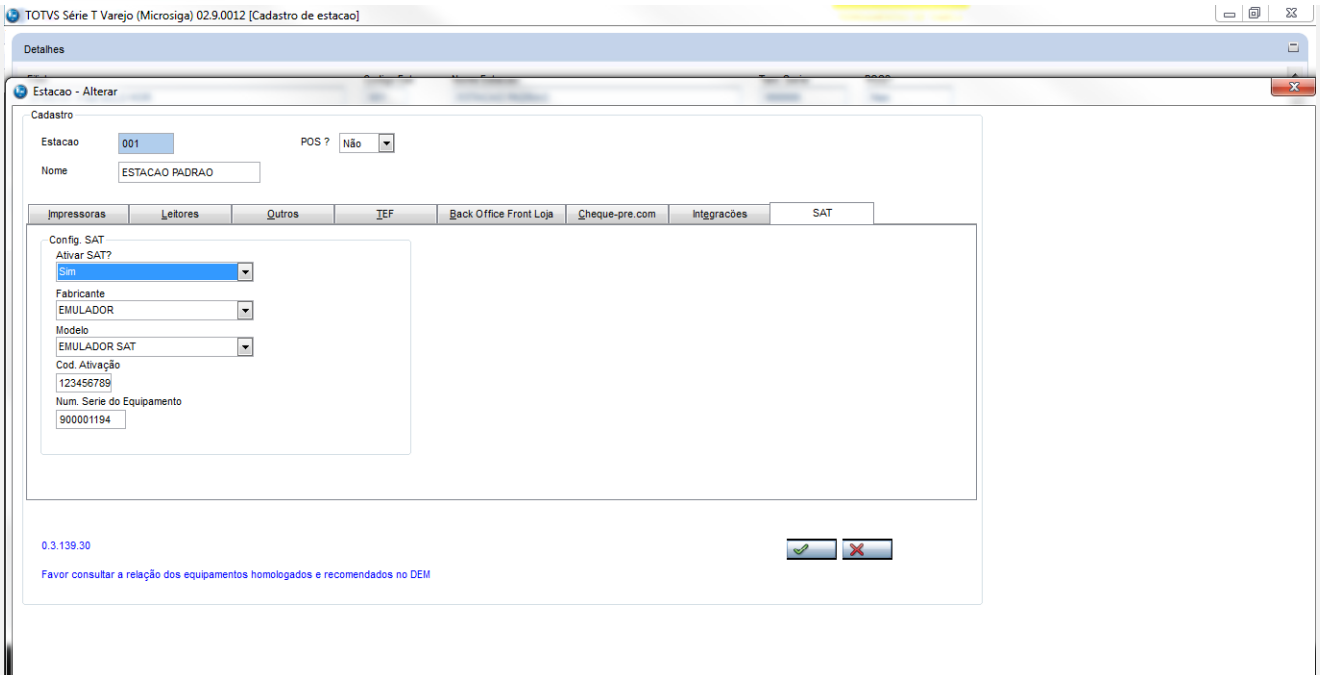 TOTVS Série T Varejo (Microsiga) 02.9.0012 [Cadastro de estacao]
Detalhes
Estacao - Alterar
Cadastro
Estacao 001 POS ? Não
Nome ESTACAO PADRAO
Impressoras Leitores Outros TEF Back Office Front Loja Cheque-pre.com Integracões SAT
Config. SAT
Ativar SAT?
Sim
Fabricante
EMULADOR
Modelo
EMULADOR SAT
Cod. Ativação
123456789
Num. Serie do Equipamento
900001194
0.3.139.30
Favor consultar a relação dos equipamentos homologados e recomendados no DEM